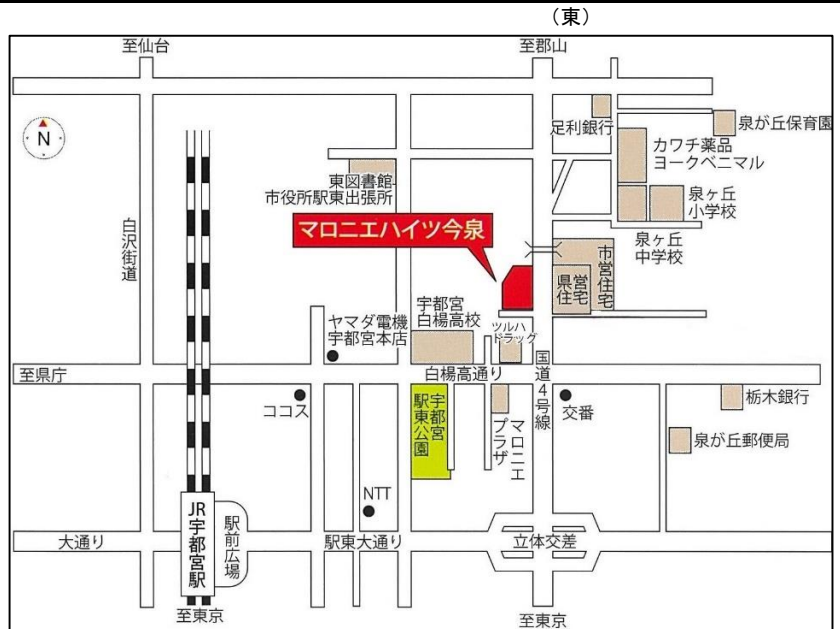 （東）
至仙台
至郡山
N
足利銀行
泉が丘保育園
カワチ薬品
ヨークベニマル
東図書館
市役所駅東出張所
泉ヶ丘
小学校
泉ヶ丘
中学校
白沢街道
マロニエハイツ今泉
市営住宅
県営
住宅
宇都宮
白楊高校
ツルハ
ドラッグ
ヤマダ電機
宇都宮本店
至県庁
白楊高通り
国道4号線
ココス
宇都宮
駅東公園
マロニエ
プラザ
交番
栃木銀行
泉が丘郵便局
NTT
大通り
JR宇都宮駅
駅前広場
駅東大通り
立体交差
至東京
至東京